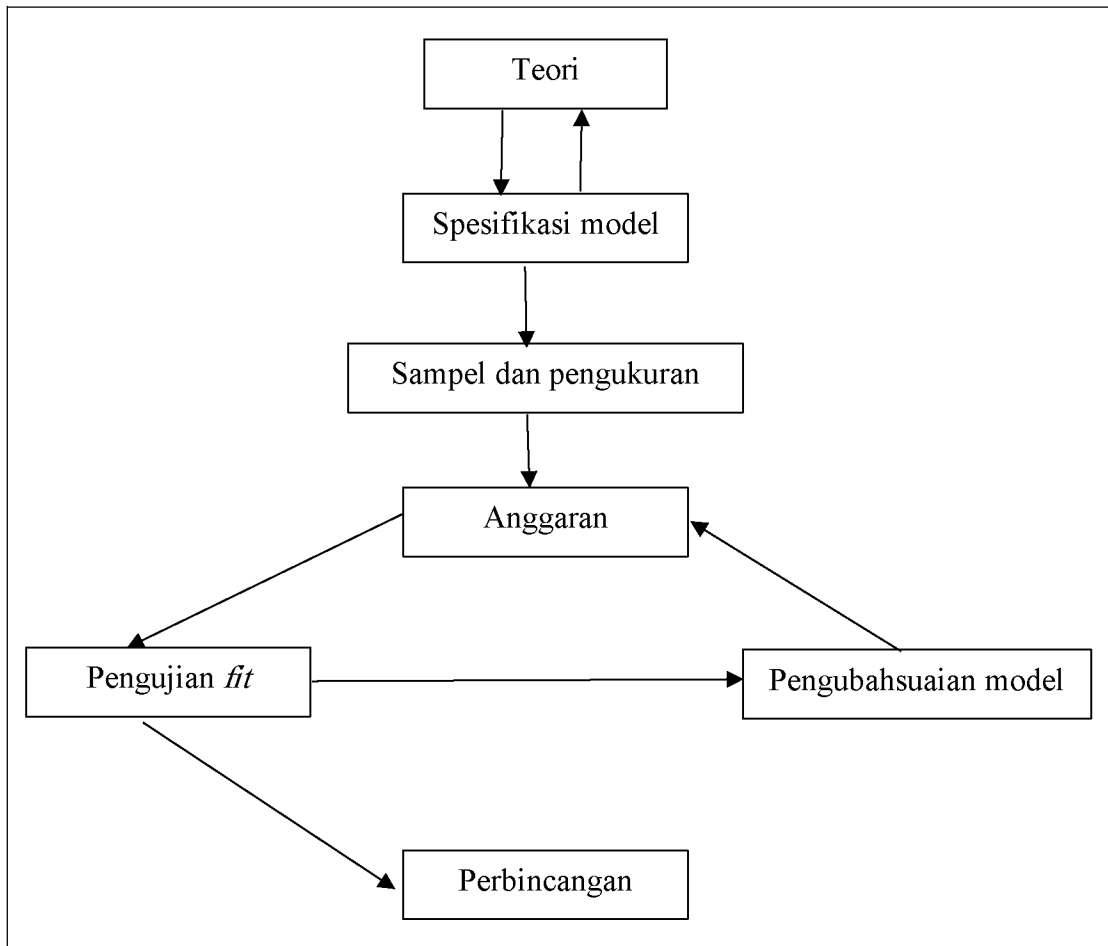 Teori
Spesifikasi model
Sampel dan pengukuran
Anggaran
Pengujian fit
Pengubahsuaian model
Perbincangan